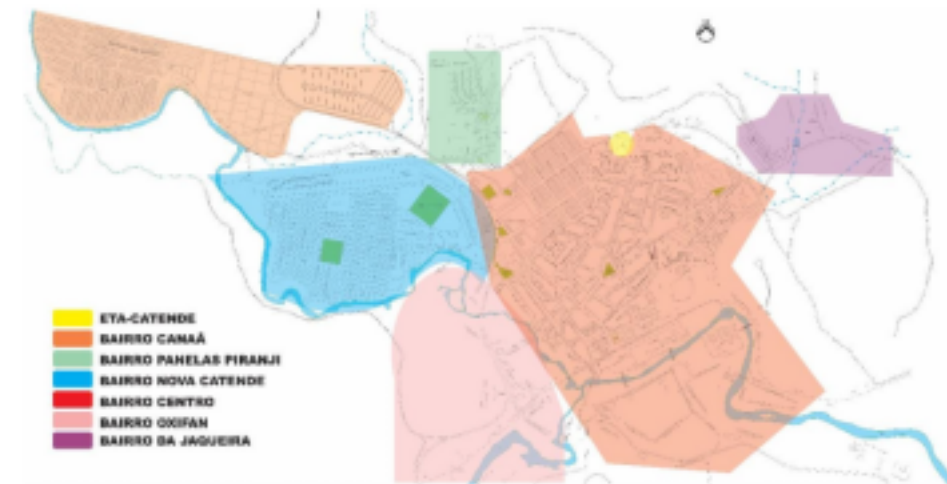 ETA-CATENDE
BAIRRO CANAÃ
BAIRRO PANELAS PIRANJI
BAIRRO NOVA CATENDE
BAIRRO CENTRO
BAIRRO OXIFAN
BAIRRO DA JAQUEIRA